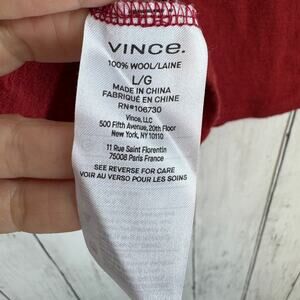 VINCE.
100% WOOL/LAINE
L/G
MADE IN CHINA
FABRIQUÉ EN CHINE
RN#106730
Vince, LLC
500 Fifth Avenue, 20th Floor
New York, NY 10110
11 Rue Saint Florentin
75008 Paris France
SEE REVERSE FOR CARE
VOIR AU VERSO POUR LES SOINS